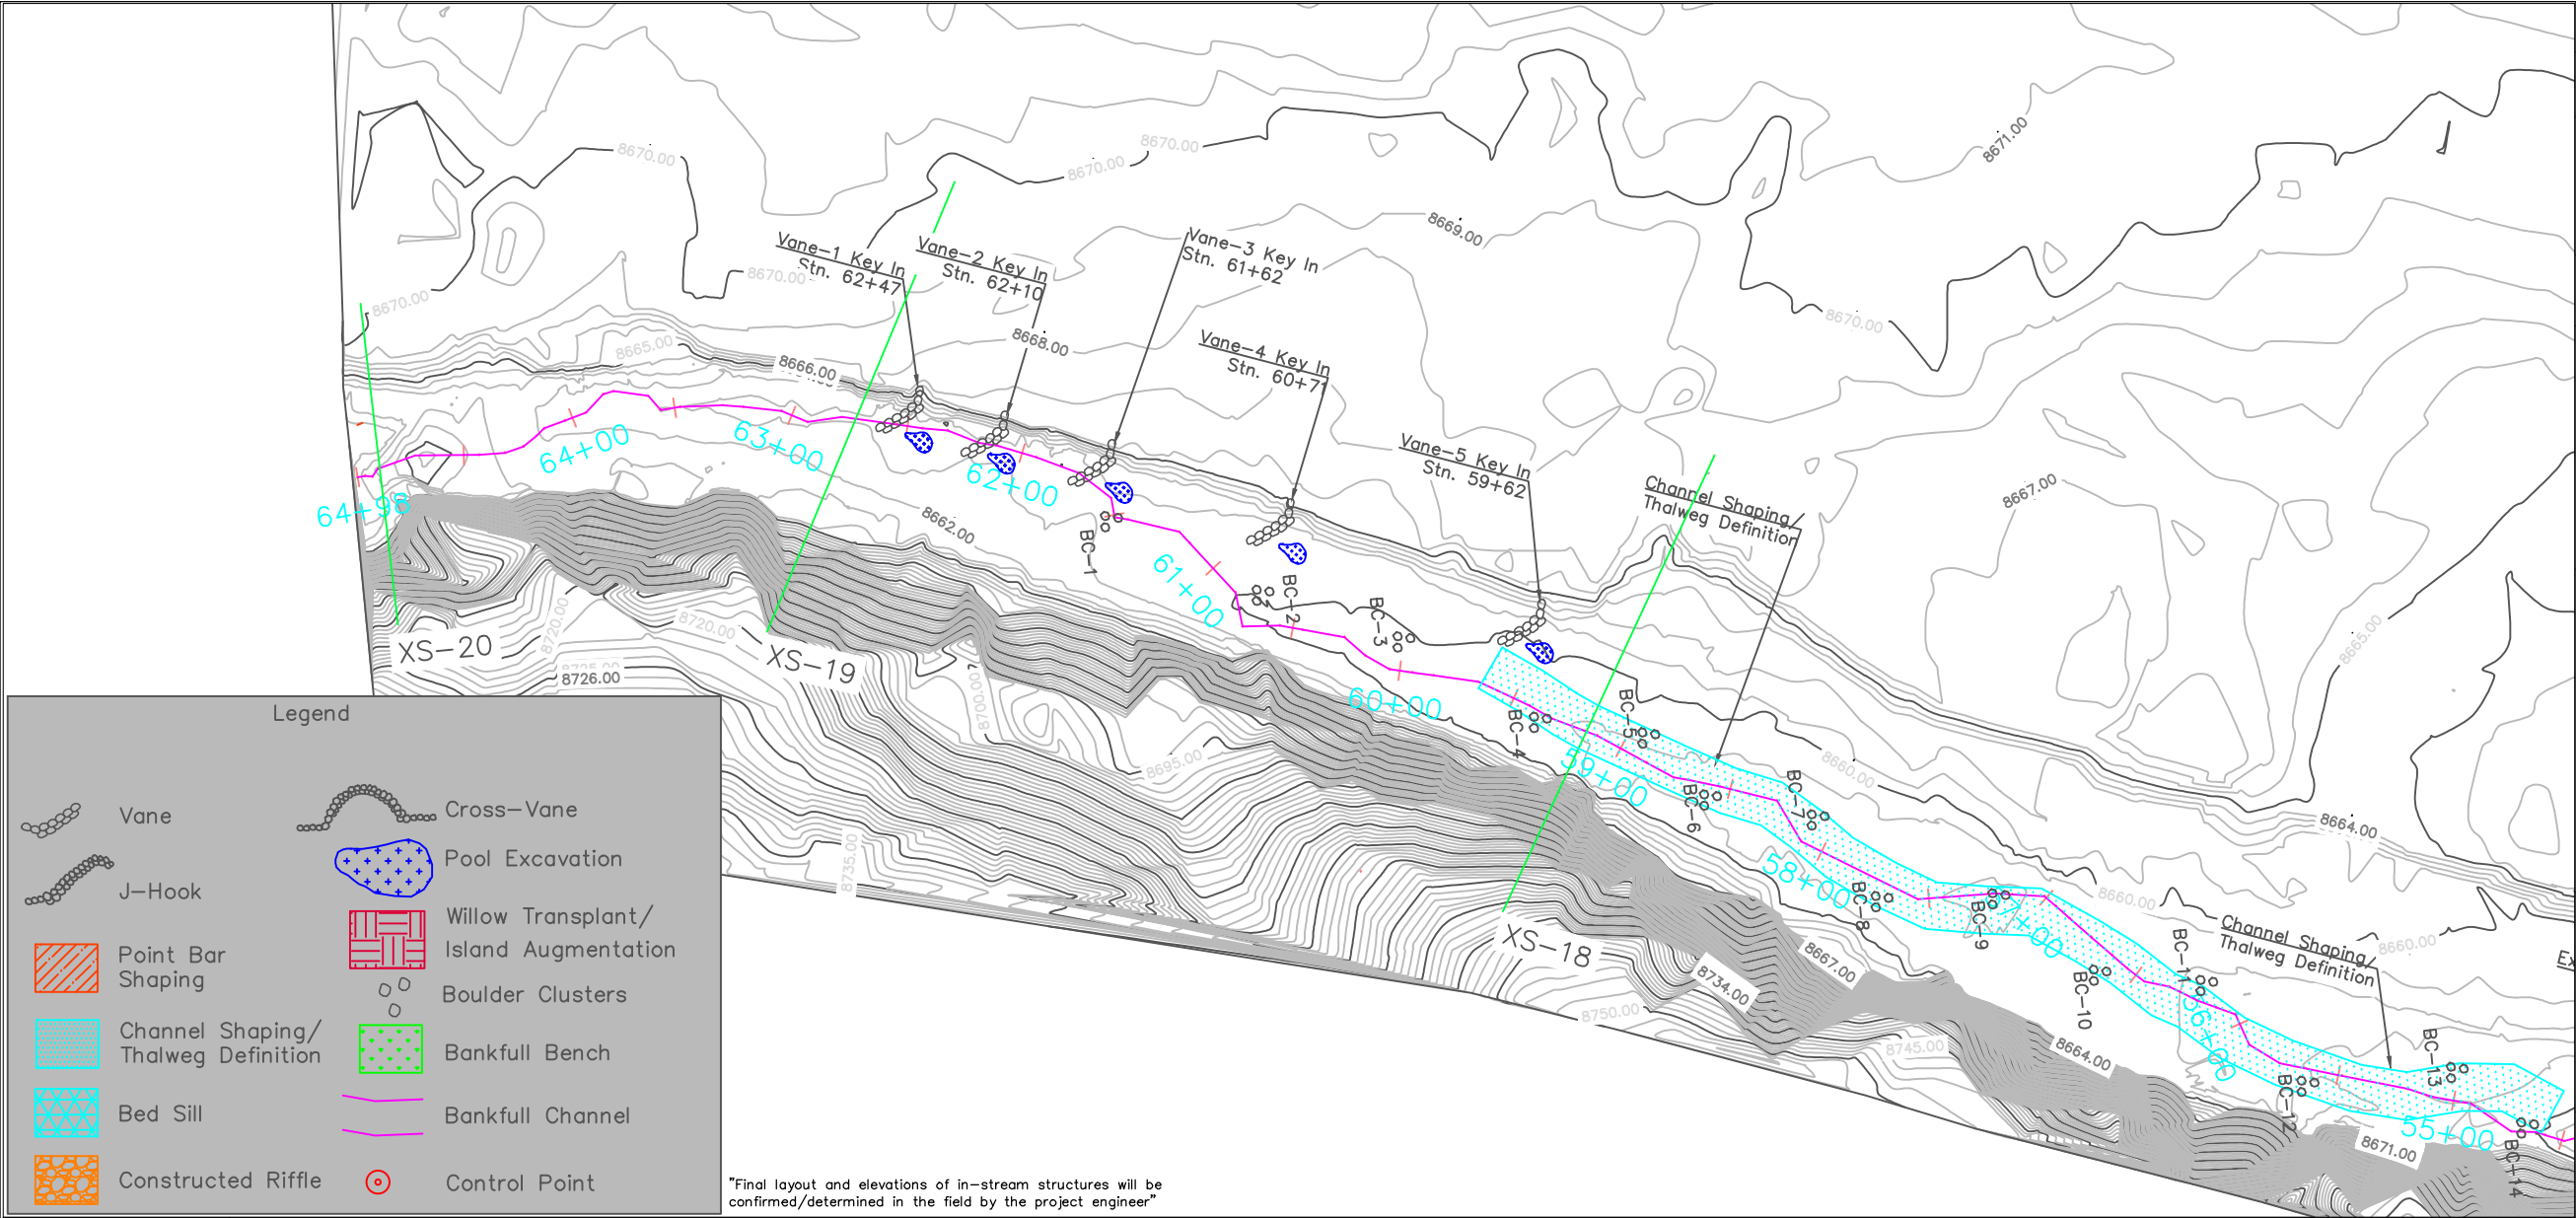 8671.00
8670.00
8670.00
8670.00
8669.00
Vane-1 Key In
Stn. 62+47
Vane-2 Key In
Stn. 62+10
Vane-3 Key In
Stn. 61+62
8670.00
8670.00
8670.00
8665.00
8666.00
8668.00
Vane-4 Key In
Stn. 60+71
Vane-5 Key In
Stn. 59+62
Channel Shaping/
Thalweg Definition
8667.00
64+98
64+00
63+00
62+00
61+00
60+00
59+00
58+00
57+00
56+00
55+00
8662.00
BC-1
BC-2
BC-3
BC-4
BC-5
BC-6
BC-7
BC-8
BC-9
BC-10
BC-11
BC-12
BC-13
BC-14
XS-20
XS-19
XS-18
8720.00
8720.00
8725.00
8726.00
8700.00
8695.00
8735.00
8665.00
8660.00
8664.00
8660.00
8660.00
Channel Shaping/
Thalweg Definition
Ex
8667.00
8734.00
8750.00
8745.00
8664.00
8671.00
Legend
Vane
Cross-Vane
Pool Excavation
J-Hook
Willow Transplant/
Island Augmentation
Point Bar
Shaping
Boulder Clusters
Channel Shaping/
Thalweg Definition
Bankfull Bench
Bed Sill
Bankfull Channel
Constructed Riffle
Control Point
"Final layout and elevations of in-stream structures will be
confirmed/determined in the field by the project engineer"